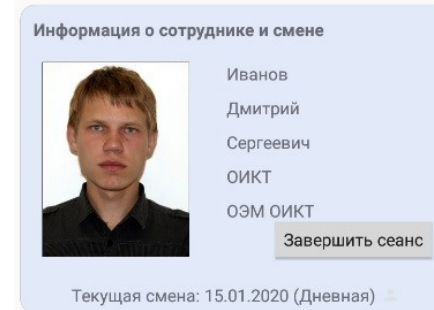 Информация о сотруднике и смене
Иванов
Дмитрий
Сергеевич
ОИКТ
ОЭМ ОИКТ
Завершить сеанс
Текущая смена: 15.01.2020 (Дневная)